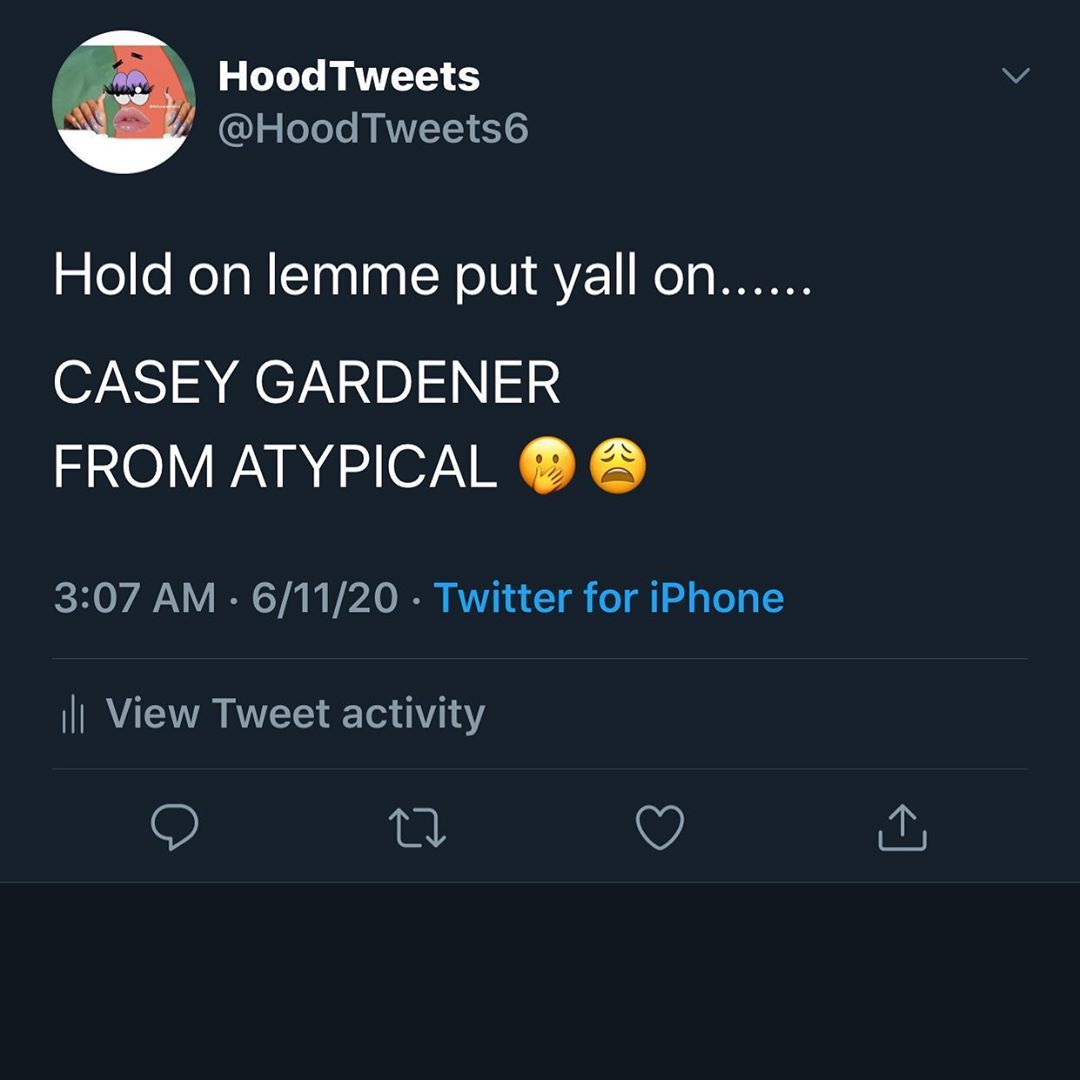 HoodTweets
@HoodTweets6
Hold on lemme put yall on......
CASEY GARDENER
FROM ATYPICAL 🤭😩
3:07 AM · 6/11/20 · Twitter for iPhone
View Tweet activity